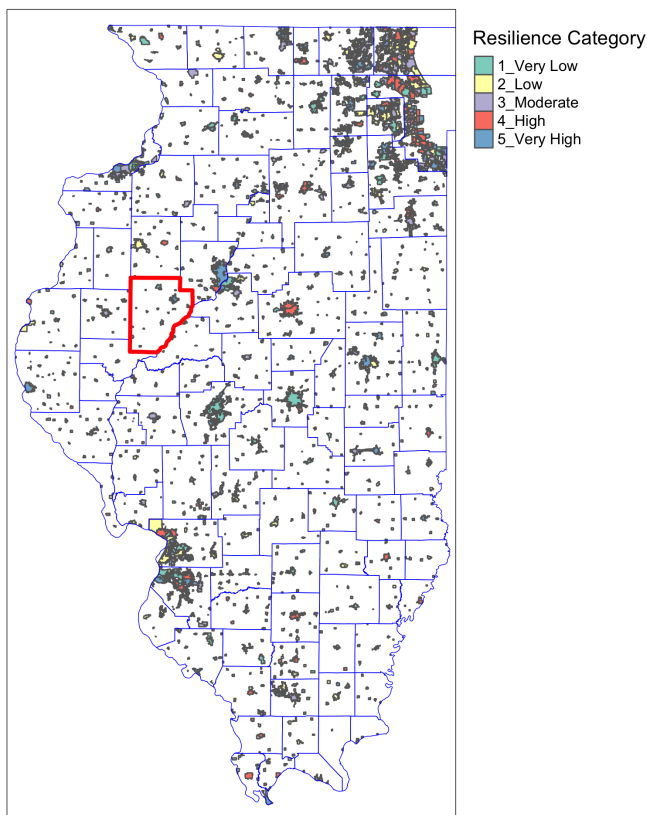 Resilience Category
1_Very Low
2_Low
3_Moderate
4_High
5_Very High